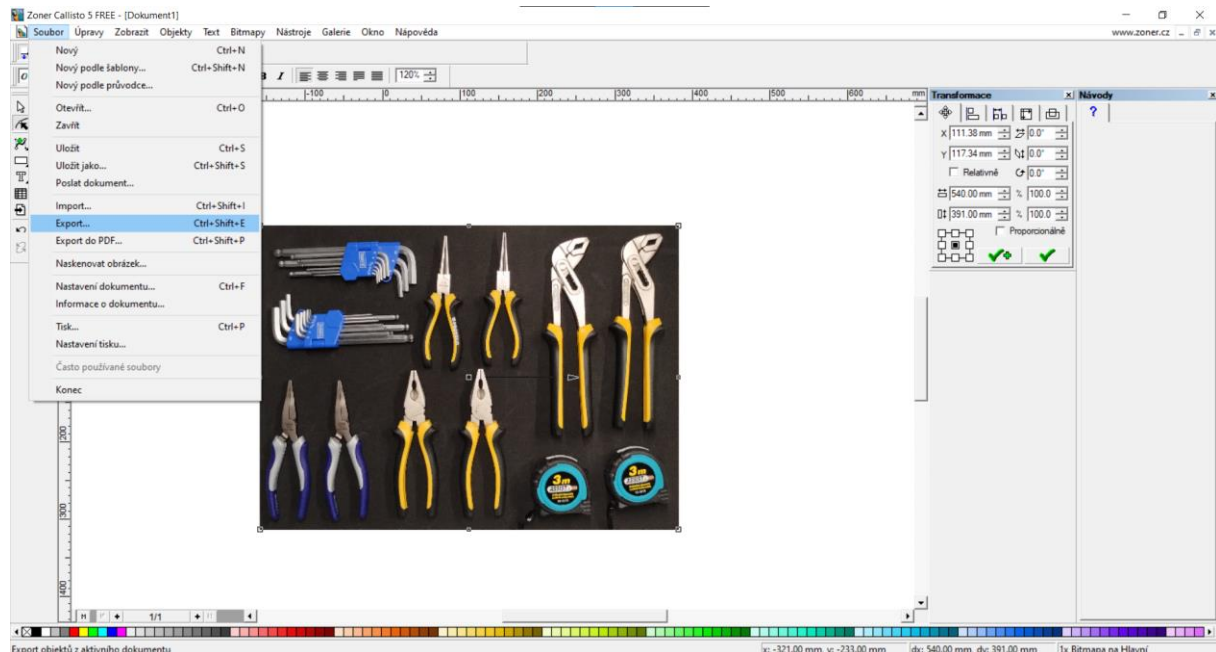 Zoner Callisto 5 FREE - [Dokument1]
Soubor Úpravy Zobrazit Objekty Text Bitmapy Nástroje Galerie Okno Nápověda
www.zoner.cz
Nový Ctrl+N
Nový podle šablony... Ctrl+Shift+N
Nový podle průvodce...
Otevřít... Ctrl+O
Zavřít
Uložit Ctrl+S
Uložit jako... Ctrl+Shift+S
Poslat dokument...
Import... Ctrl+Shift+I
Export... Ctrl+Shift+E
Export do PDF... Ctrl+Shift+P
Naskenovat obrázek...
Nastavení dokumentu... Ctrl+F
Informace o dokumentu...
Tisk... Ctrl+P
Nastavení tisku...
Často používané soubory
Konec
I 120%
-100 0 100 200 300 400 500 600 mm
200
300
400
Transformace
X 111.38 mm 0.0°
Y 117.34 mm 0.0°
Relativně 0.0°
540.00 mm % 100.0
391.00 mm % 100.0
Proporcionálně
Návody
?
3m
3m
1/1
Export objektů z aktivního dokumentu
x: -321.00 mm, y: -233.00 mm
dx: 540.00 mm, dy: 391.00 mm
1x Bitmapa na Hlavní